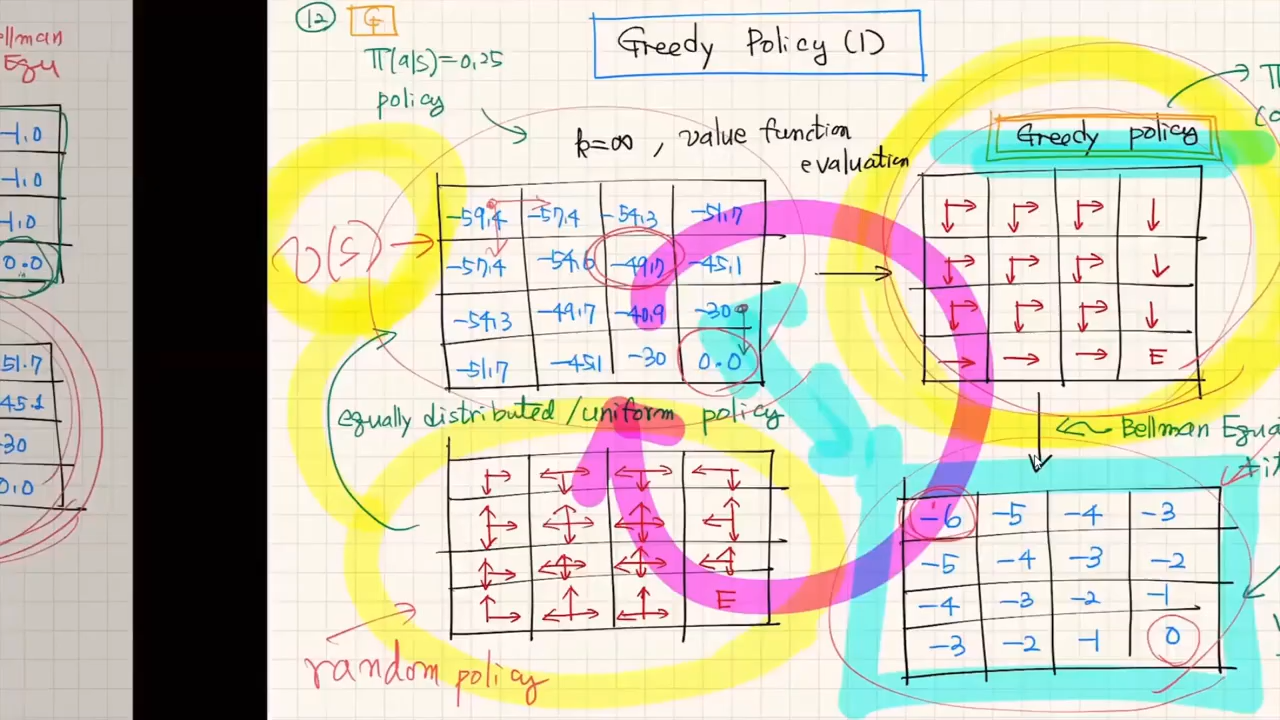 ellman
Equ
-1.0
-1.0
-1.0
0.0
51.7
45.1
-30
0.0
12
Greedy Policy (1)
π(a|s)=0.25
policy
k=∞, value function
evaluation
Greedy policy
V(s)
-59.4 -57.4 -54.3 -51.7
-57.4 -54.6 -49.7 -45.1
-54.3 -49.7 -40.9 -30
-51.7 -45.1 -30 0.0
E
equally distributed/uniform policy
Bellman Equa
E
random policy
-6 -5 -4 -3
-5 -4 -3 -2
-4 -3 -2 -1
-3 -2 -1 0